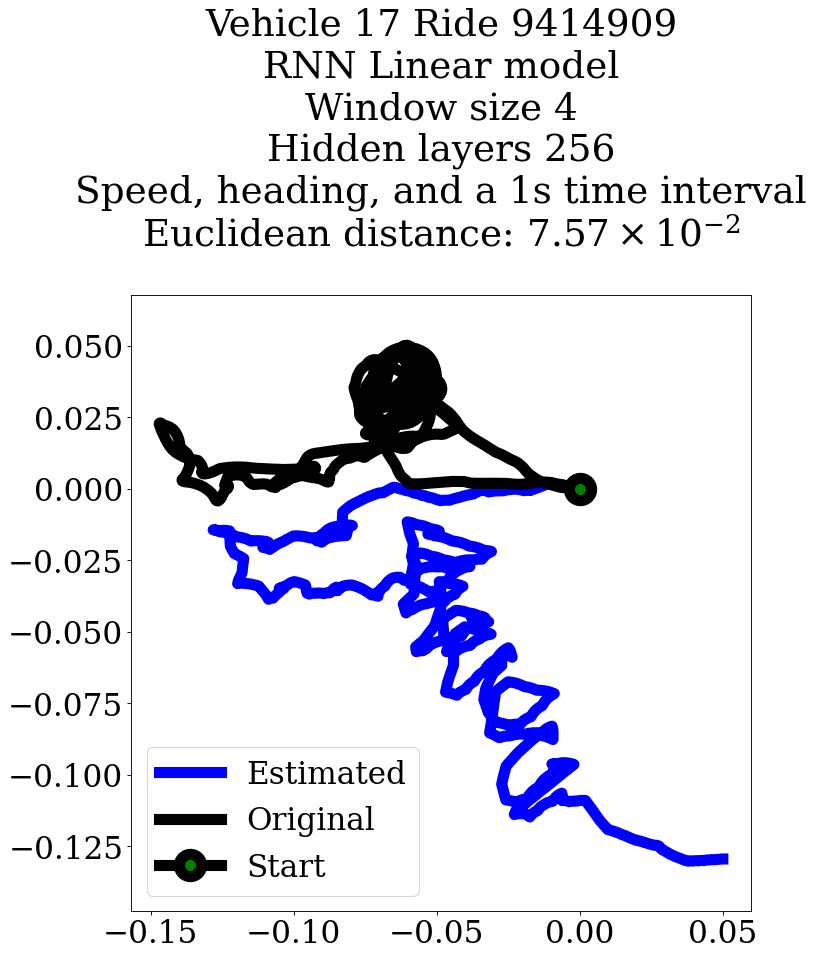 Vehicle 17 Ride 9414909
RNN Linear model
Window size 4
Hidden layers 256
Speed, heading, and a 1s time interval
Euclidean distance: 7.57 × 10⁻²
0.050
0.025
0.000
−0.025
−0.050
−0.075
−0.100
−0.125
Estimated
Original
Start
−0.15 −0.10 −0.05 0.00 0.05